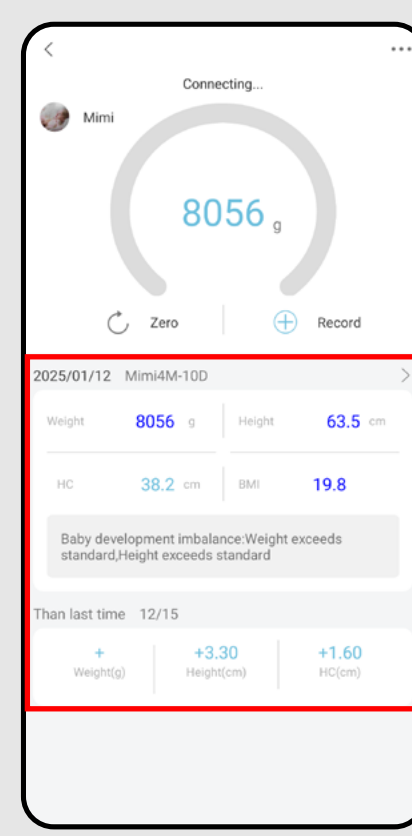 Connecting...
Mimi
8056 g
Zero
Record
2025/01/12 Mimi4M-10D
Weight 8056 g Height 63.5 cm
HC 38.2 cm BMI 19.8
Baby development imbalance:Weight exceeds
standard,Height exceeds standard
Than last time 12/15
+ +3.30 +1.60
Weight(g) Height(cm) HC(cm)